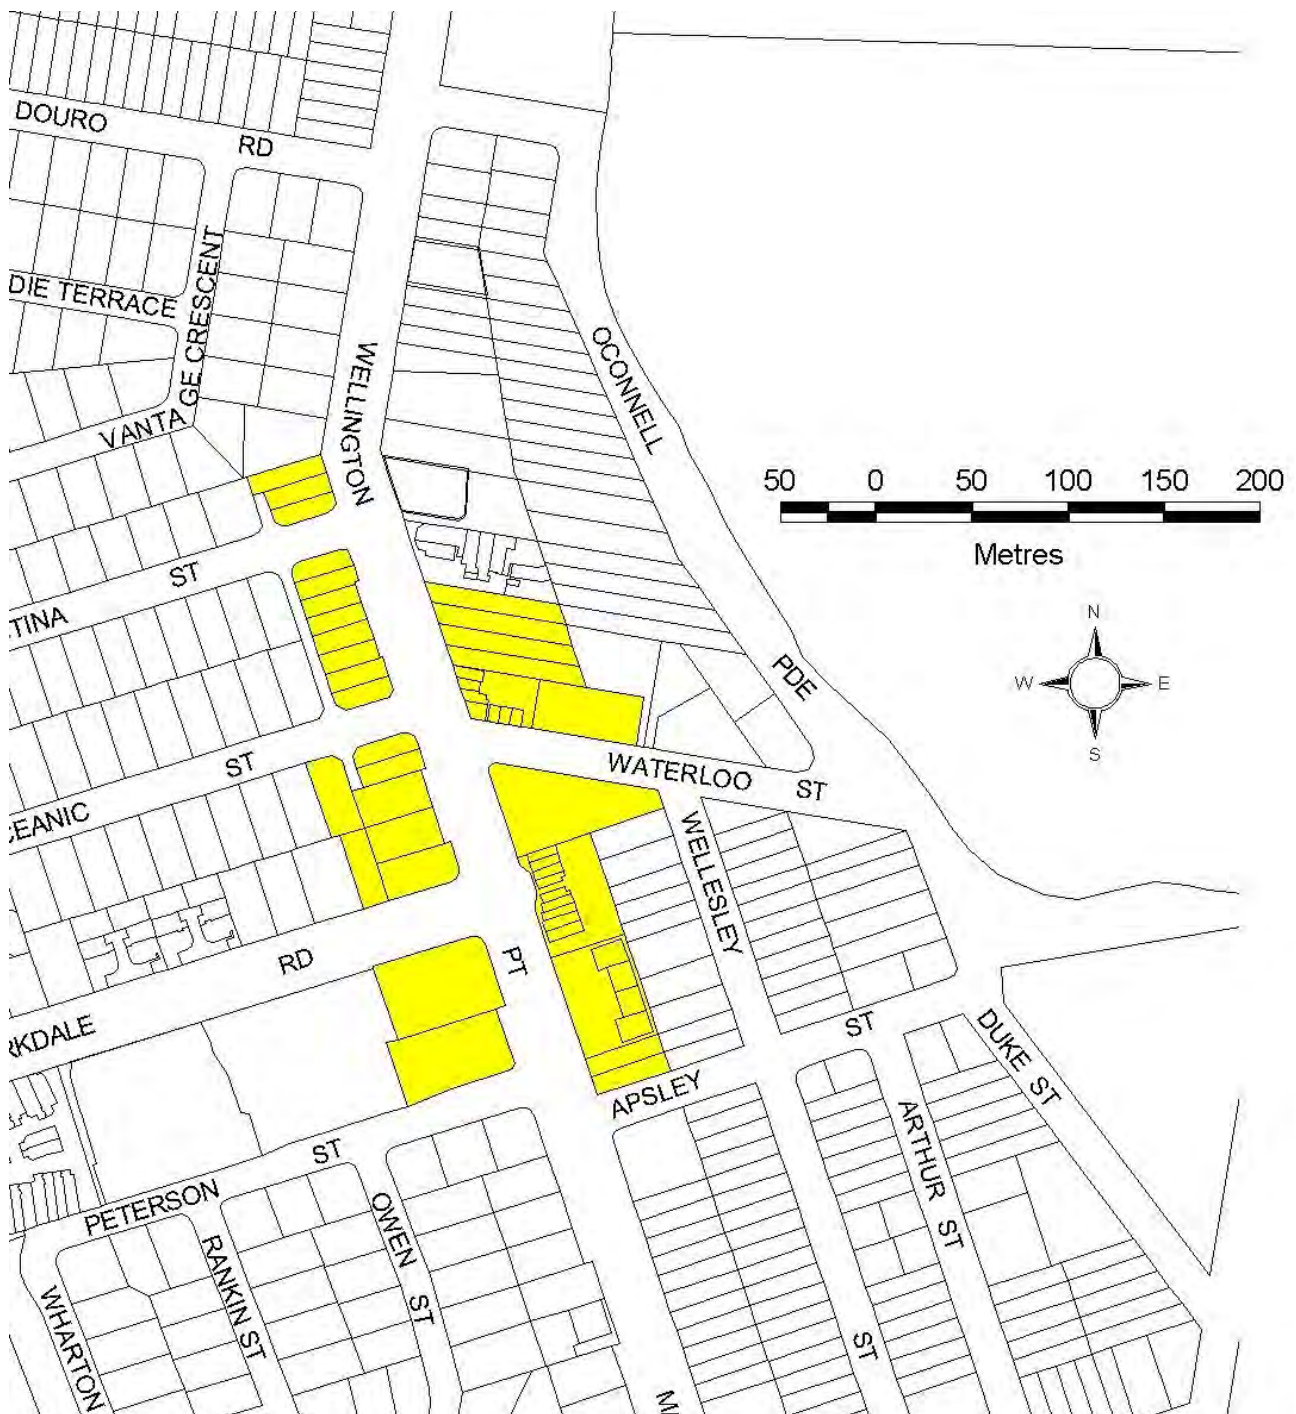 DOURO
RD
DIE TERRACE
VANTAGE CRESCENT
WELLINGTON
OCONNELL
50 0 50 100 150 200
Metres
ST
TINA
N
W E
S
PDE
ST
CEANIC
WATERLOO ST
WELLESLEY
PT
RD
RKDALE
ST
DUKE ST
APSLEY
ARTHUR ST
ST
PETERSON
OWEN ST
RANKIN ST
WHARTON
ST